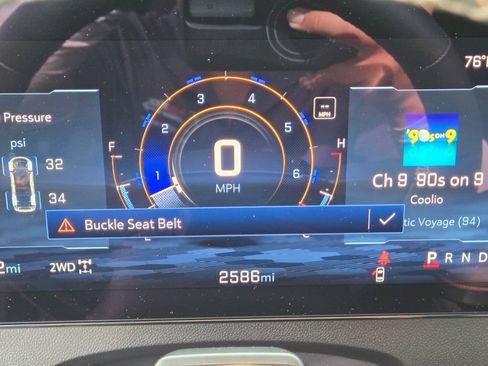 76°
Pressure
psi
32
34
1
2
3
4
5
6
0
MPH
--
MPH
F
H
'90s on 9
Ch 9 90s on 9
Coolio
tic Voyage (94)
Buckle Seat Belt
2mi
2WD
2586mi
P R N D